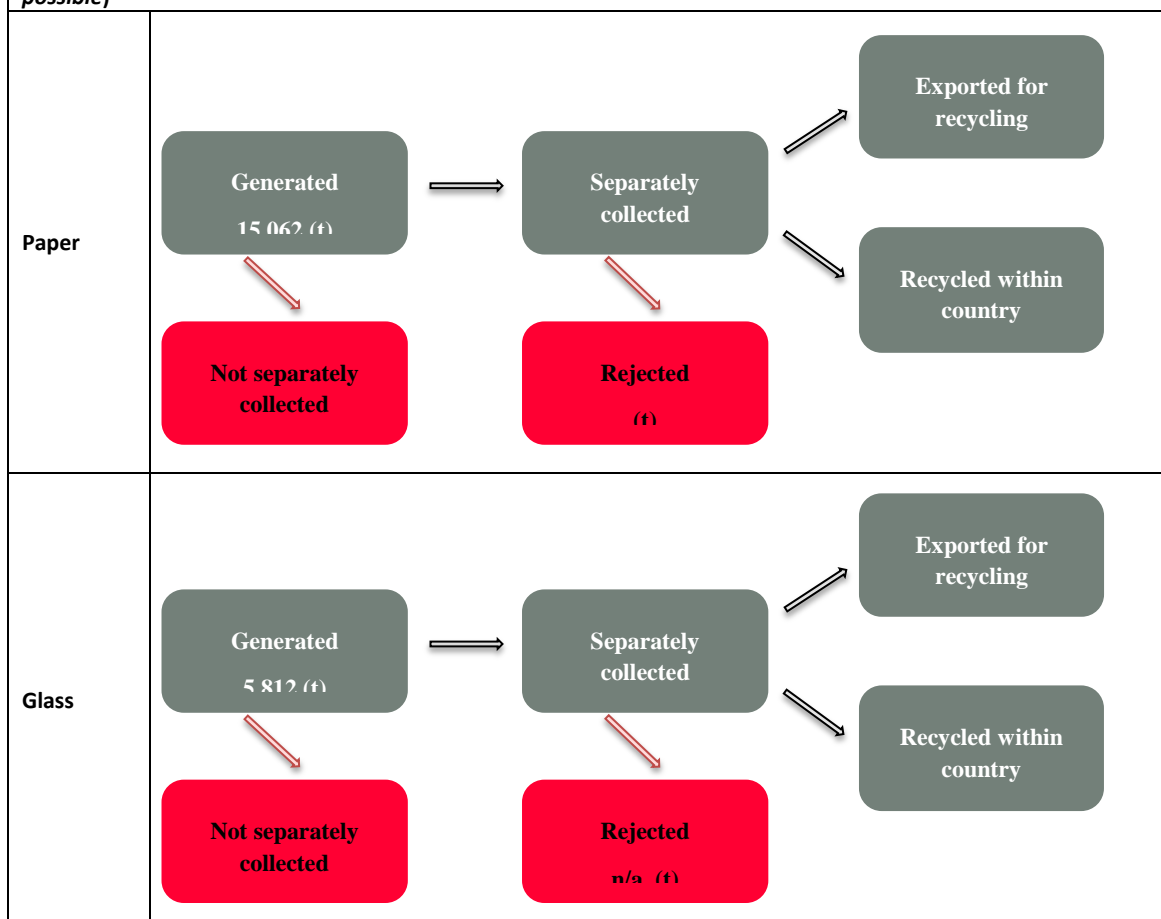 possible)
Paper
Generated
15.062 (t)
Separately
collected
Exported for
recycling
Recycled within
country
Not separately
collected
Rejected
(t)
Glass
Generated
5.812 (t)
Separately
collected
Exported for
recycling
Recycled within
country
Not separately
collected
Rejected
n/a (t)